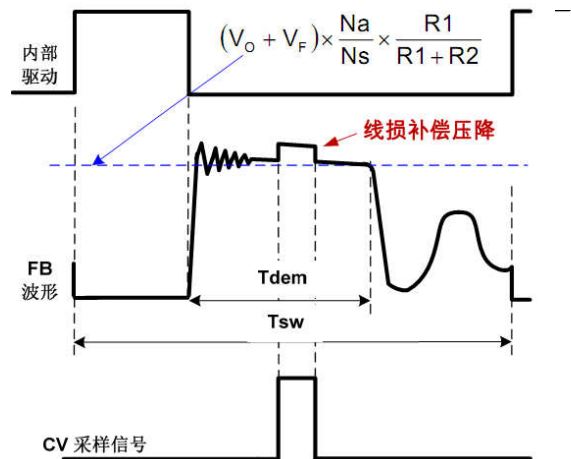 内部
驱动
(V_O + V_F) × Na/Ns × R1/(R1 + R2)
线损补偿压降
FB
波形
Tdem
Tsw
CV 采样信号